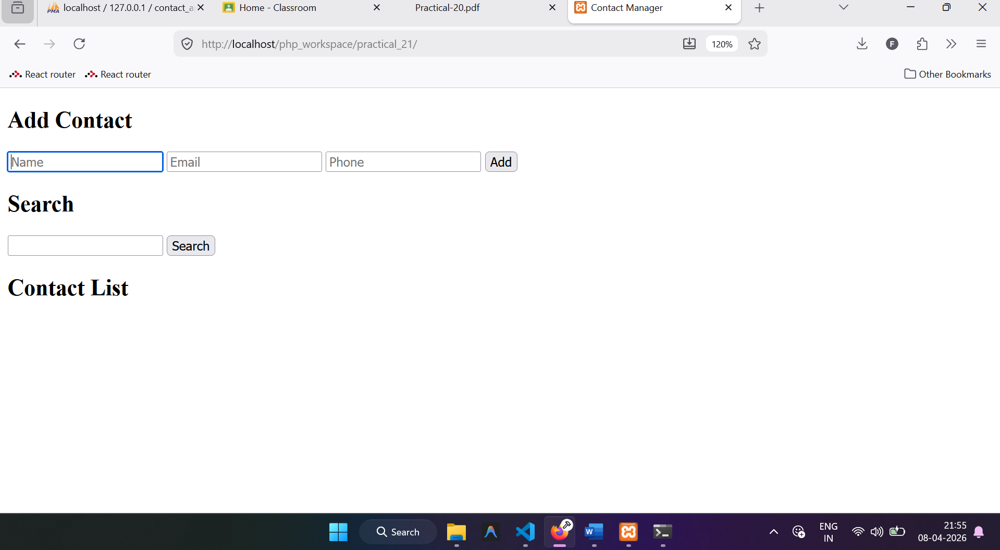 PMA localhost / 127.0.0.1 / contact_a
Home - Classroom
Practical-20.pdf
Contact Manager
http://localhost/php_workspace/practical_21/
120%
F
React router
React router
Other Bookmarks
Add Contact
Name
Email
Phone
Add
Search
Search
Contact List
Search
W
ENG
IN
21:55
08-04-2026